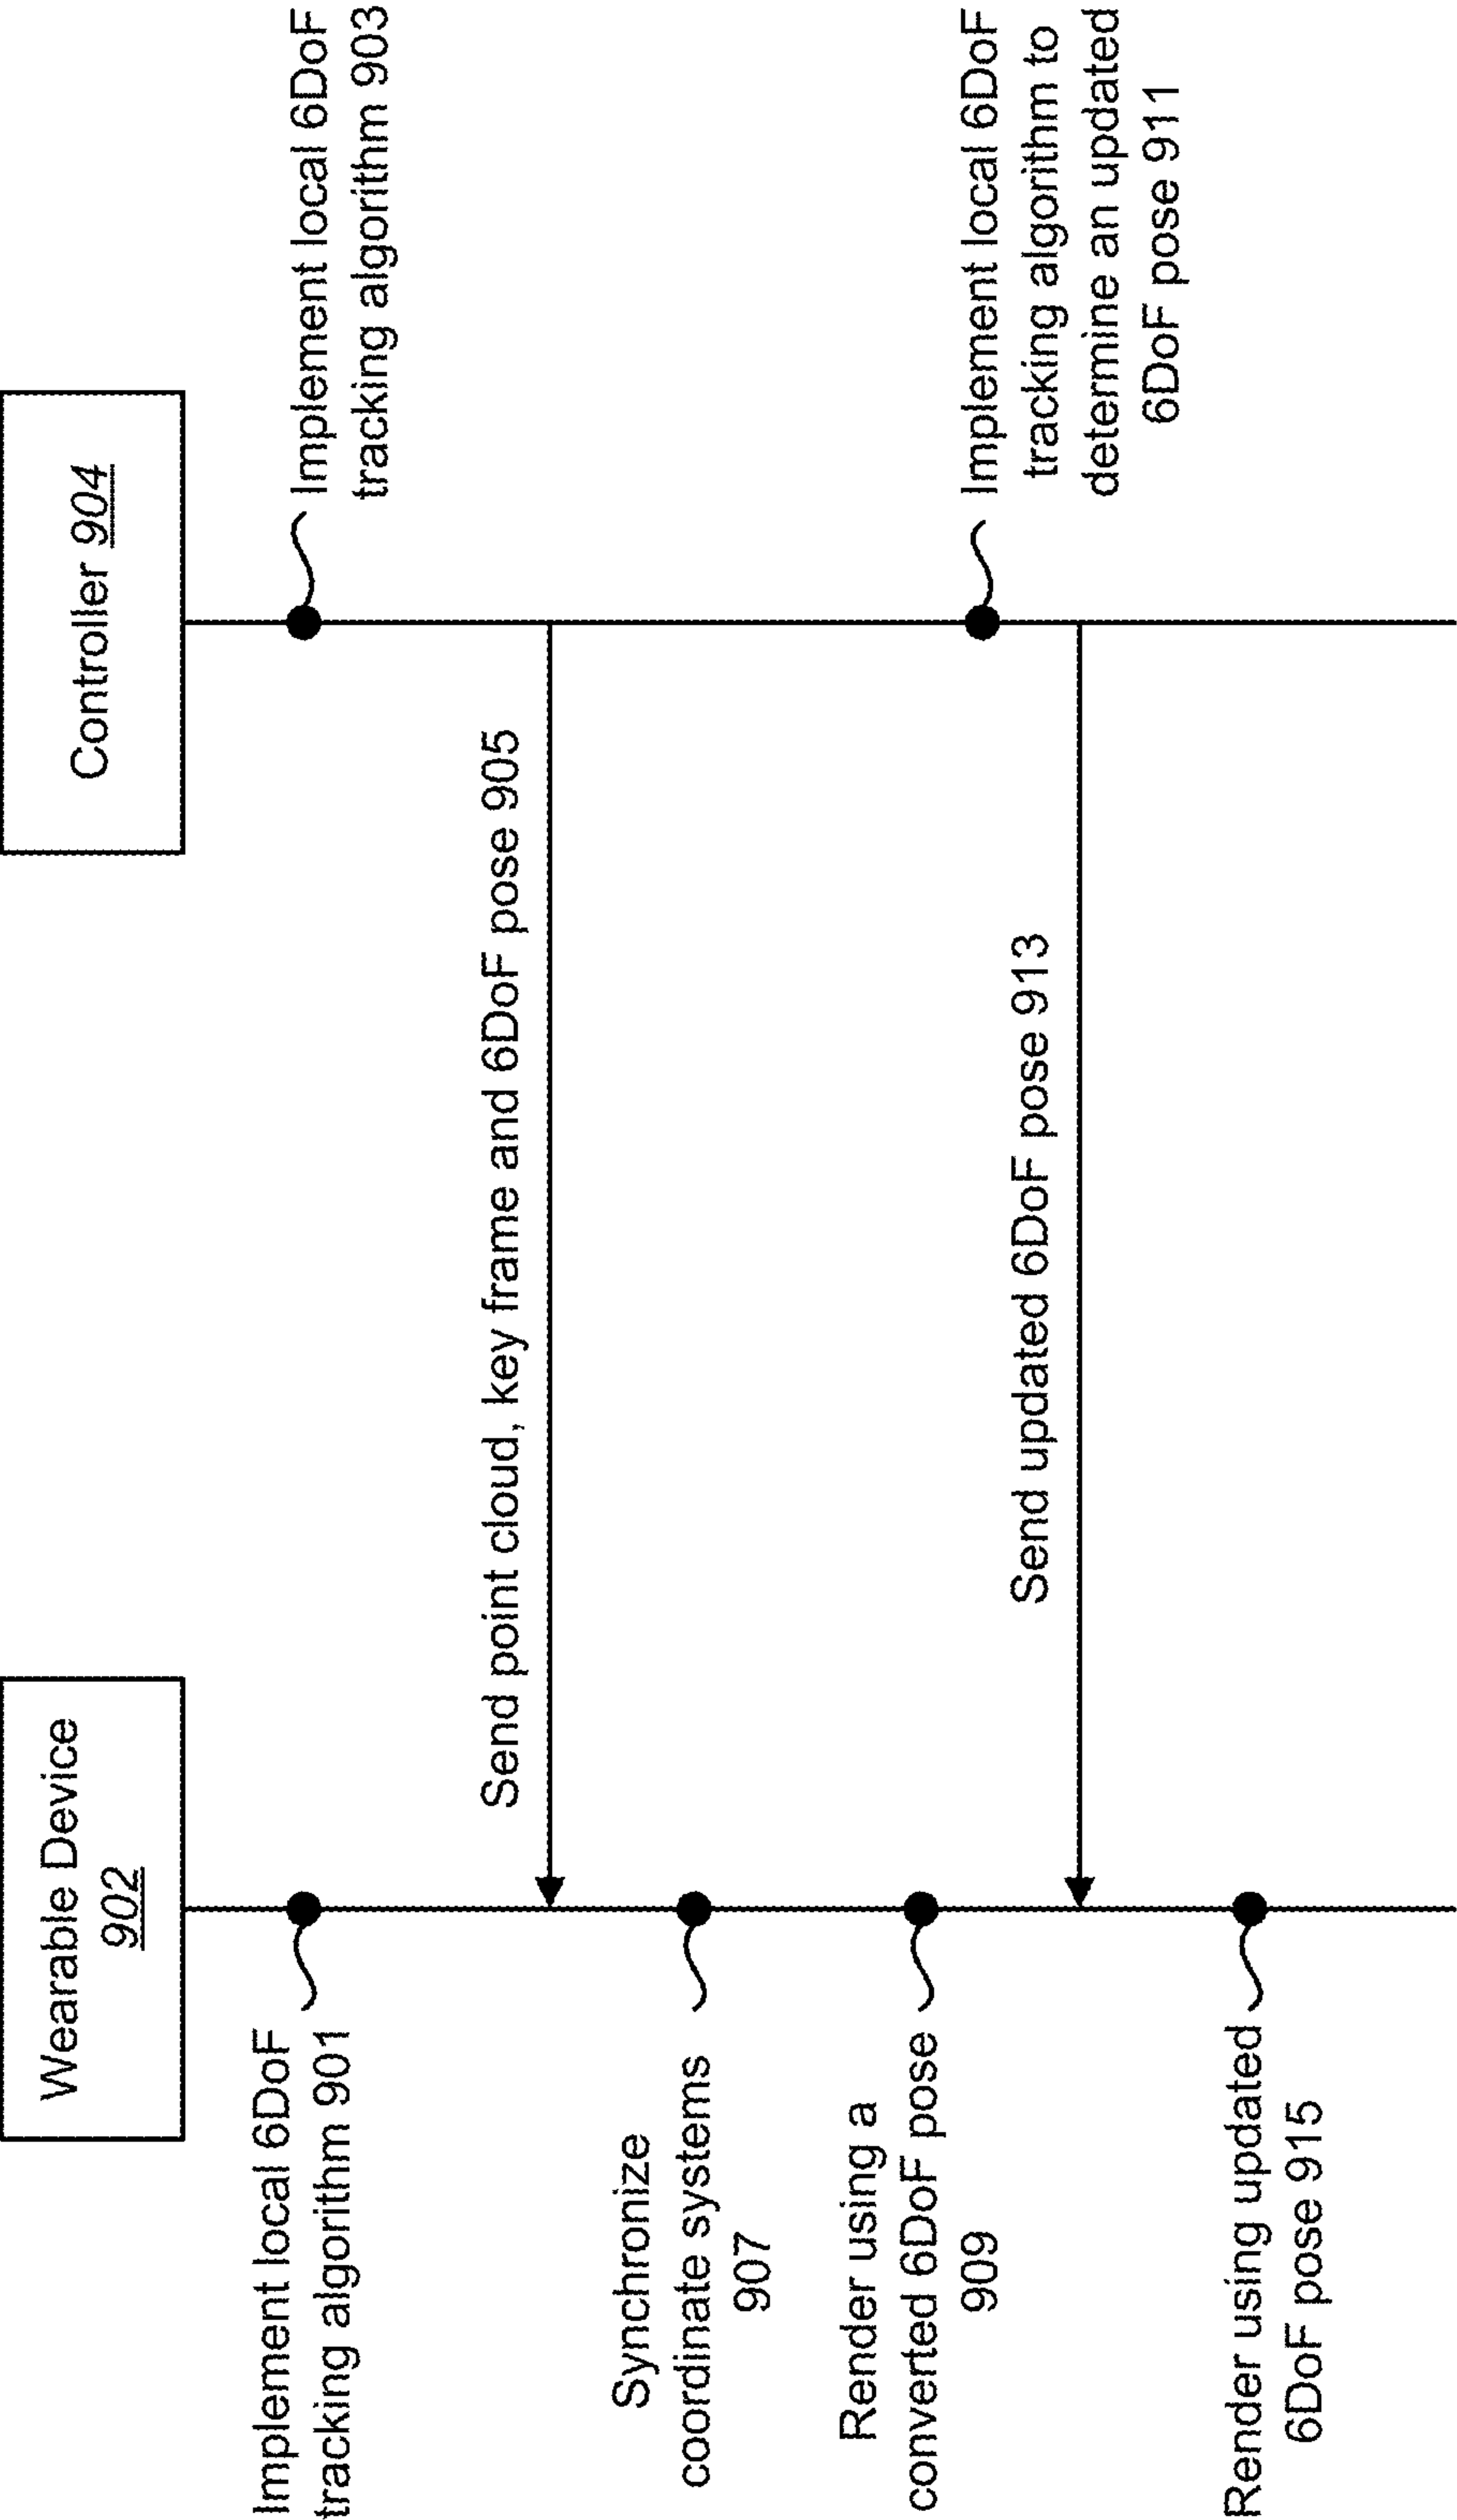 Wearable Device
902
Controller 904
Implement local 6DoF
tracking algorithm 901
Implement local 6DoF
tracking algorithm 903
Send point cloud, key frame and 6DoF pose 905
Synchronize
coordinate systems
907
Render using a
converted 6DoF pose
909
Implement local 6DoF
tracking algorithm to
determine an updated
6DoF pose 911
Send updated 6DoF pose 913
Render using updated
6DoF pose 915